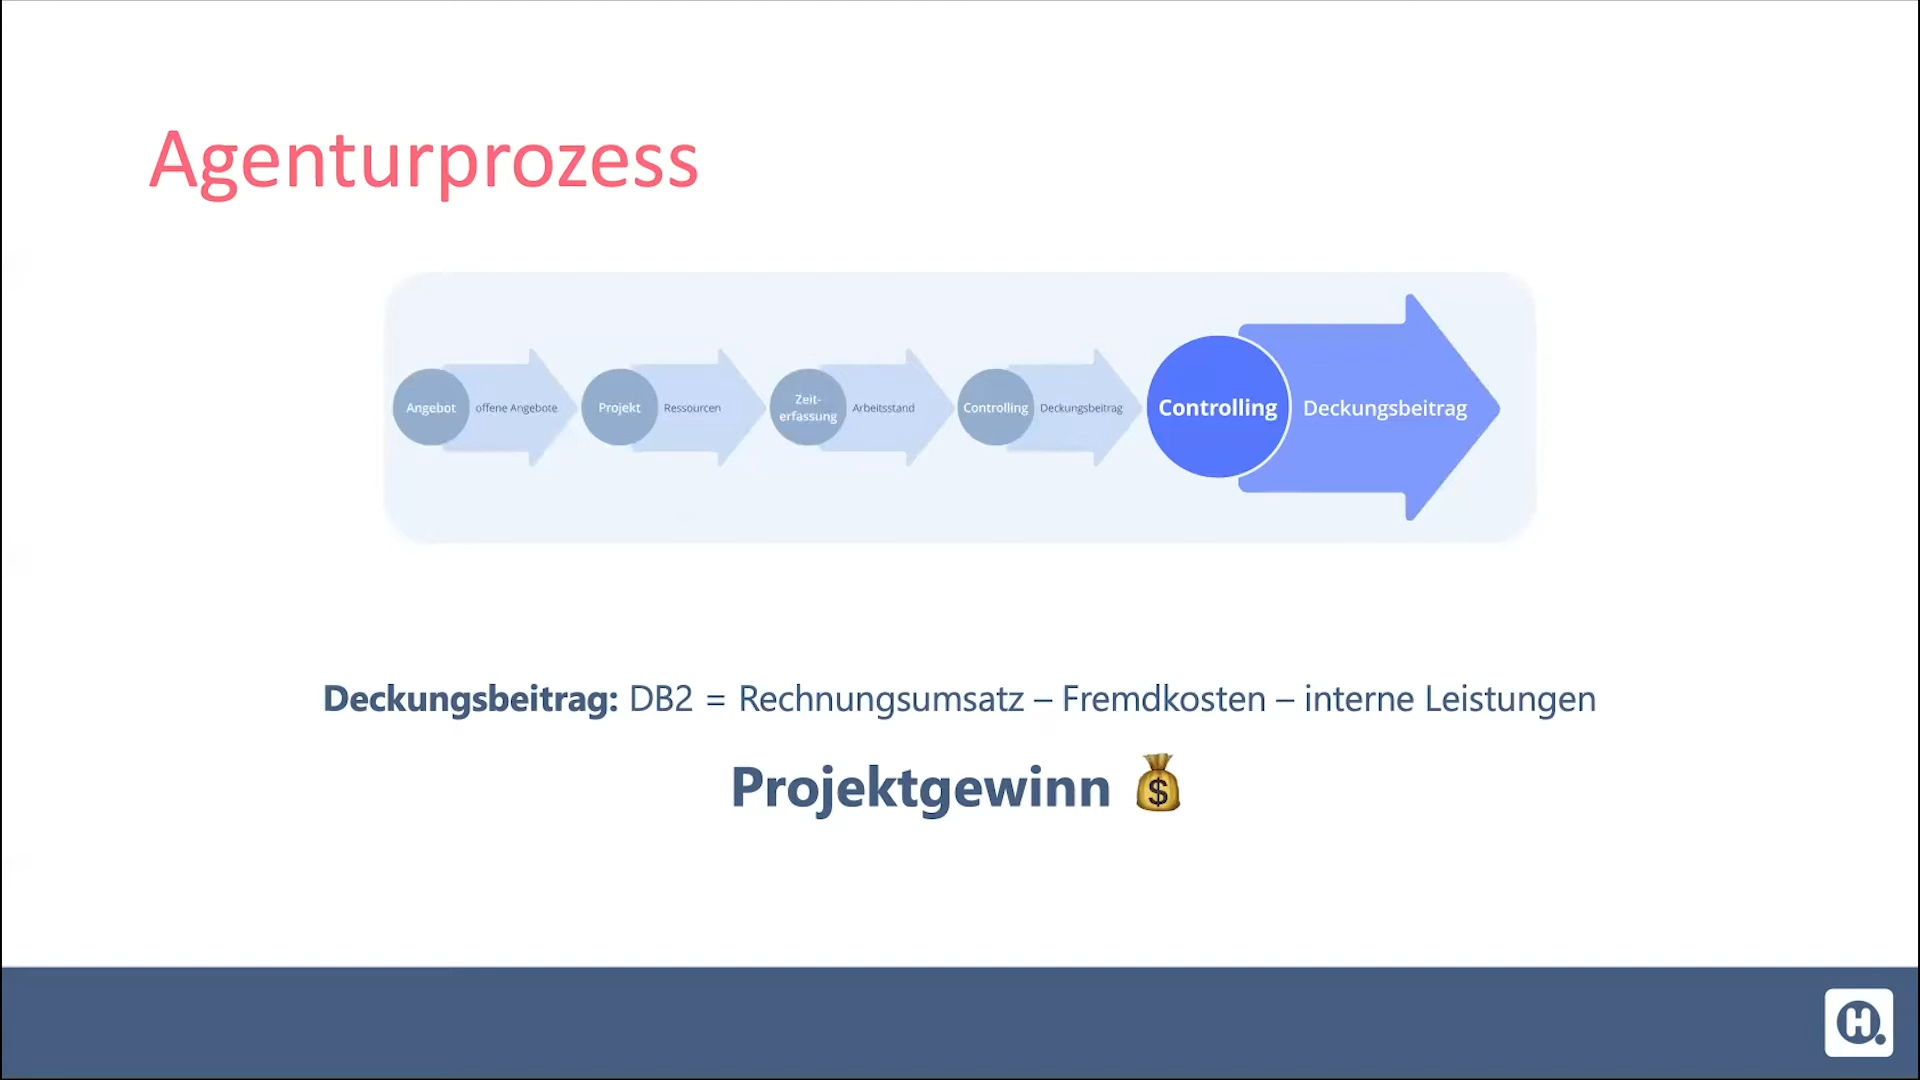 Agenturprozess
Angebot
offene Angebote
Projekt
Ressourcen
Zeit-
erfassung
Arbeitsstand
Controlling
Deckungsbeitrag
Controlling
Deckungsbeitrag
Deckungsbeitrag: DB2 = Rechnungsumsatz – Fremdkosten – interne Leistungen
Projektgewinn 💰
H.